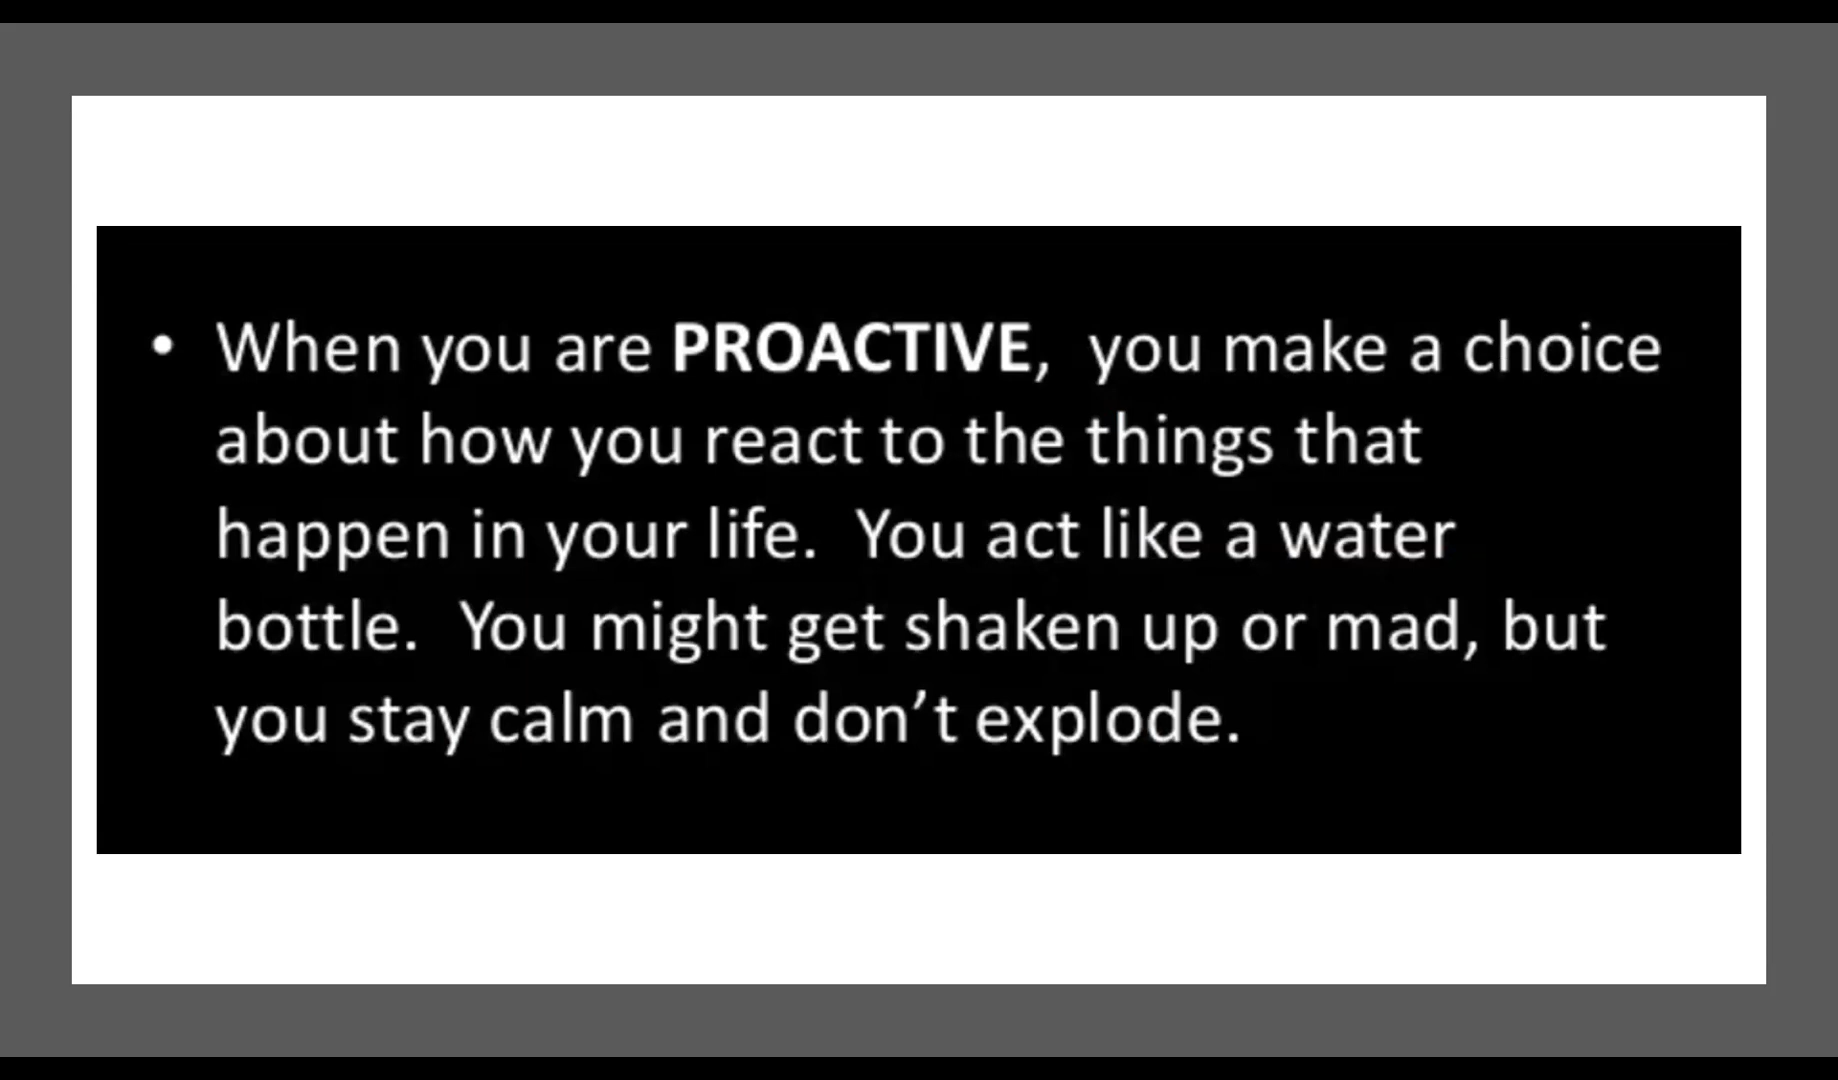 • When you are PROACTIVE,  you make a choice
about how you react to the things that
happen in your life.  You act like a water
bottle.  You might get shaken up or mad, but
you stay calm and don’t explode.